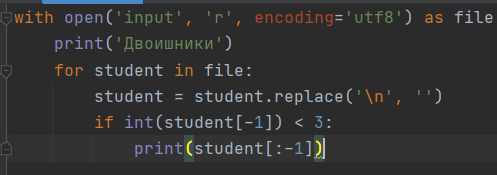 with open('input', 'r', encoding='utf8') as file
    print('Двоишники')
    for student in file:
        student = student.replace('\n', '')
        if int(student[-1]) < 3:
            print(student[:-1])